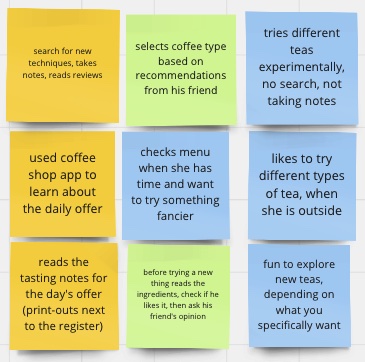 search for new
techniques, takes
notes, reads reviews
selects coffee type
based on
recommendations
from his friend
tries different
teas
experimentally,
no search, not
taking notes
used coffee
shop app to
learn about
the daily offer
checks menu
when she has
time and want
to try something
fancier
likes to try
different types
of tea, when
she is outside
reads the
tasting notes for
the day's offer
(print-outs next
to the register)
before trying a new
thing reads the
ingredients, check if he
likes it, then ask his
friend's opinion
fun to explore
new teas,
depending on
what you
specifically want